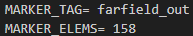 MARKER_TAG= farfield_out
MARKER_ELEMS= 158